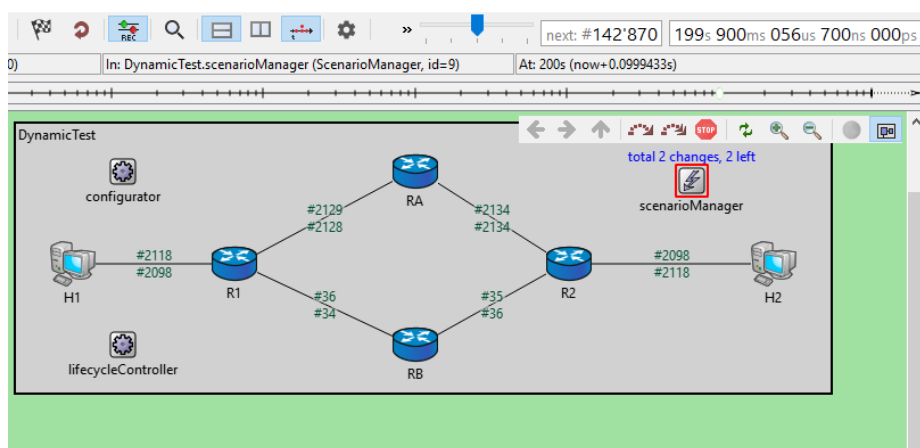 REC
»
next: #142'870
199s 900ms 056us 700ns 000ps
0)
In: DynamicTest.scenarioManager (ScenarioManager, id=9)
At: 200s (now+0.0999433s)
DynamicTest
STOP
total 2 changes, 2 left
configurator
RA
scenarioManager
#2129
#2128
#2134
#2134
#2118
#2098
#2098
#2118
H1
R1
R2
H2
#36
#34
#35
#36
lifecycleController
RB